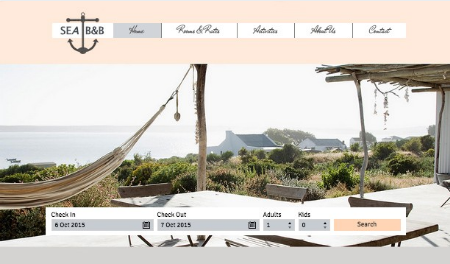 SEA B&B
Home
Rooms & Rates
Activities
About Us
Contact
Check In
Check Out
Adults
Kids
6 Oct 2015
7 Oct 2015
1
0
Search